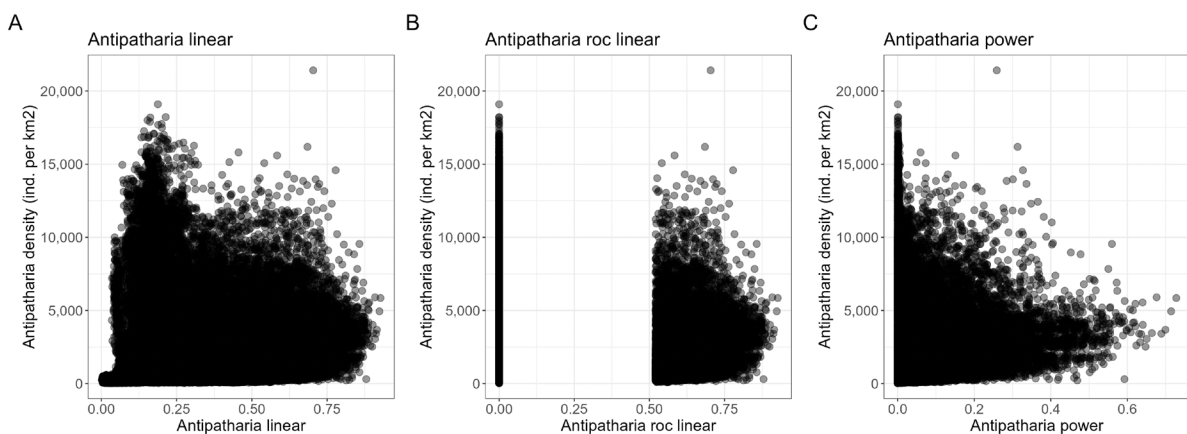 A
Antipatharia linear
Antipatharia density (ind. per km2)
20,000
15,000
10,000
5,000
0
0.00 0.25 0.50 0.75
Antipatharia linear
B
Antipatharia roc linear
Antipatharia density (ind. per km2)
20,000
15,000
10,000
5,000
0
0.00 0.25 0.50 0.75
Antipatharia roc linear
C
Antipatharia power
Antipatharia density (ind. per km2)
20,000
15,000
10,000
5,000
0
0.0 0.2 0.4 0.6
Antipatharia power